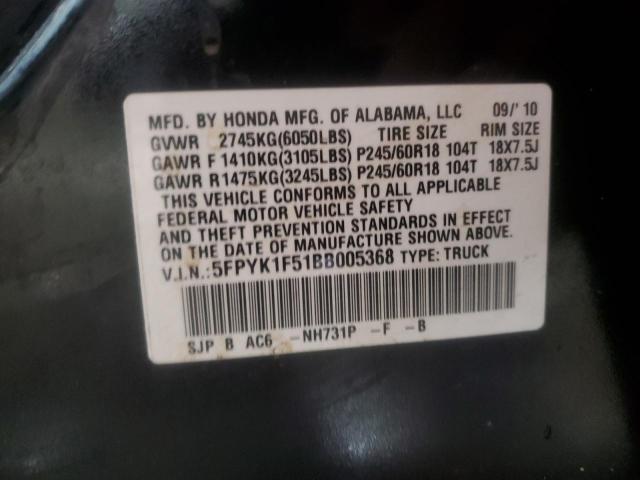 MFD. BY HONDA MFG. OF ALABAMA, LLC 09/' 10
GVWR 2745KG(6050LBS) TIRE SIZE RIM SIZE
GAWR F 1410KG(3105LBS) P245/60R18 104T 18X7.5J
GAWR R 1475KG(3245LBS) P245/60R18 104T 18X7.5J
THIS VEHICLE CONFORMS TO ALL APPLICABLE
FEDERAL MOTOR VEHICLE SAFETY
AND THEFT PREVENTION STANDARDS IN EFFECT
ON THE DATE OF MANUFACTURE SHOWN ABOVE.
V.I.N.:5FPYK1F51BB005368 TYPE: TRUCK
SJP B AC6 -NH731P -F -B